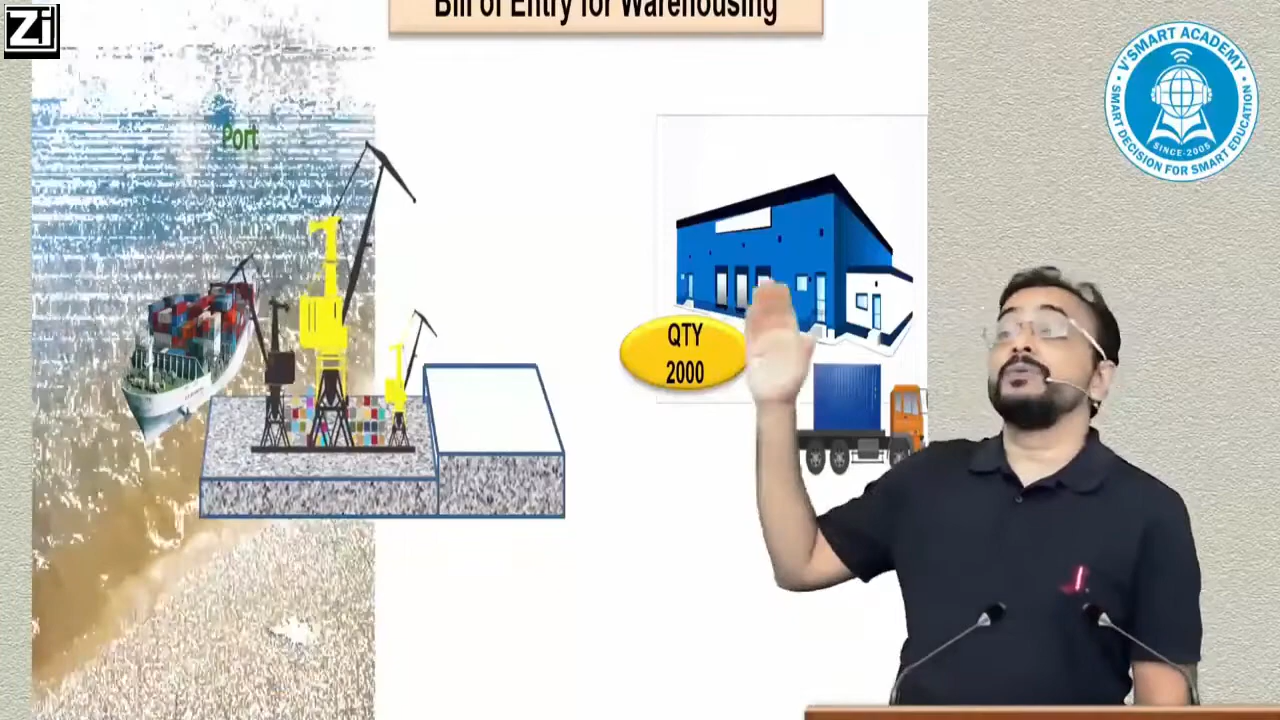 Bill of Entry for Warehousing
Zi
Port
QTY
2000
V'SMART ACADEMY
SMART DECISION FOR SMART EDUCATION
SINCE-2005